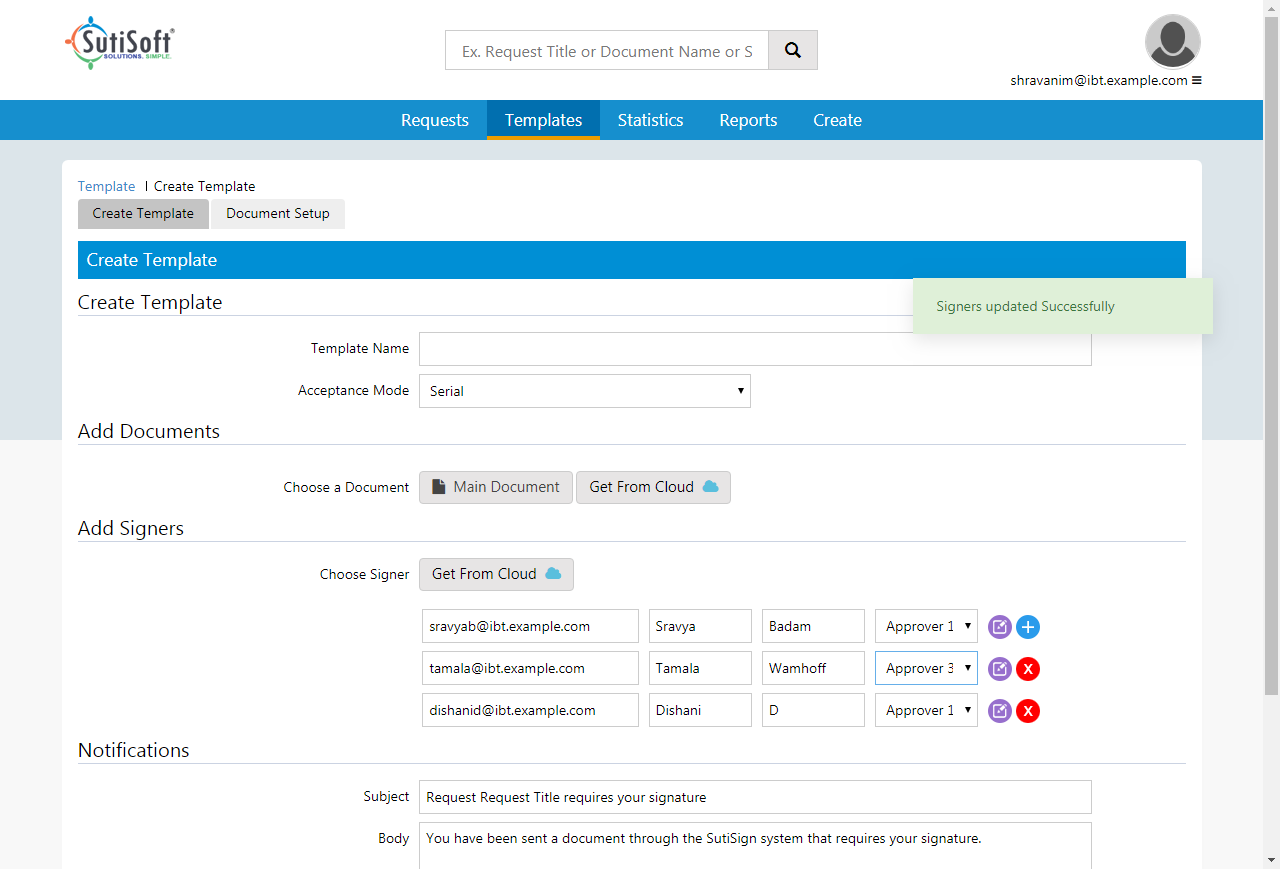 SutiSoft®
SOLUTIONS. SIMPLE.
Ex. Request Title or Document Name or S
shravanim@ibt.example.com
Requests Templates Statistics Reports Create
Template | Create Template
Create Template Document Setup
Create Template
Create Template
Signers updated Successfully
Template Name
Acceptance Mode Serial
Add Documents
Choose a Document Main Document Get From Cloud
Add Signers
Choose Signer Get From Cloud
sravyab@ibt.example.com Sravya Badam Approver 1
tamala@ibt.example.com Tamala Wamhoff Approver 3 X
dishanid@ibt.example.com Dishani D Approver 1 X
Notifications
Subject Request Request Title requires your signature
Body You have been sent a document through the SutiSign system that requires your signature.